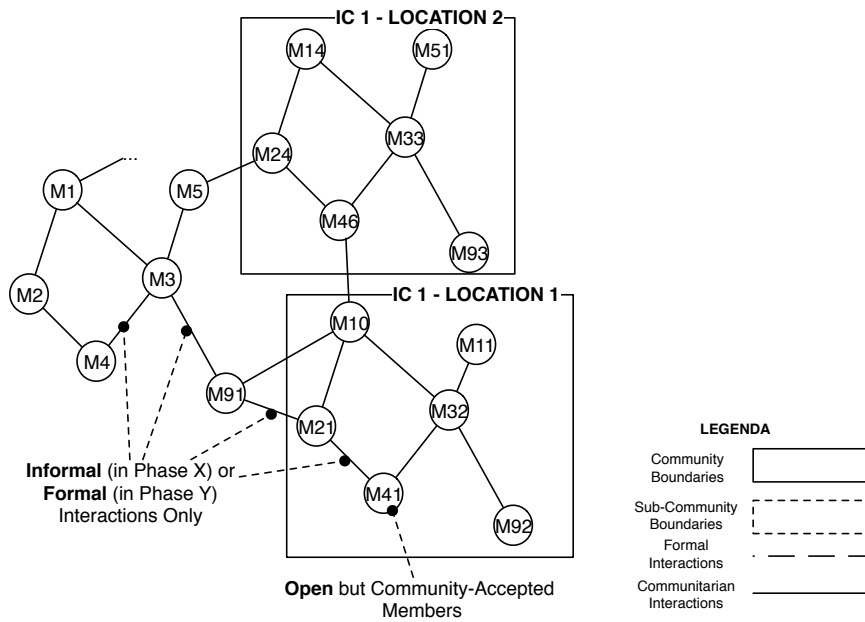 IC 1 - LOCATION 2
M14
M51
M33
M24
...
M1
M5
M46
M93
M3
M2
IC 1 - LOCATION 1
M10
M11
M4
M91
M32
M21
LEGENDA
Informal (in Phase X) or
Formal (in Phase Y)
Interactions Only
M41
M92
Community
Boundaries
Sub-Community
Boundaries
Formal
Interactions
Communitarian
Interactions
Open but Community-Accepted
Members